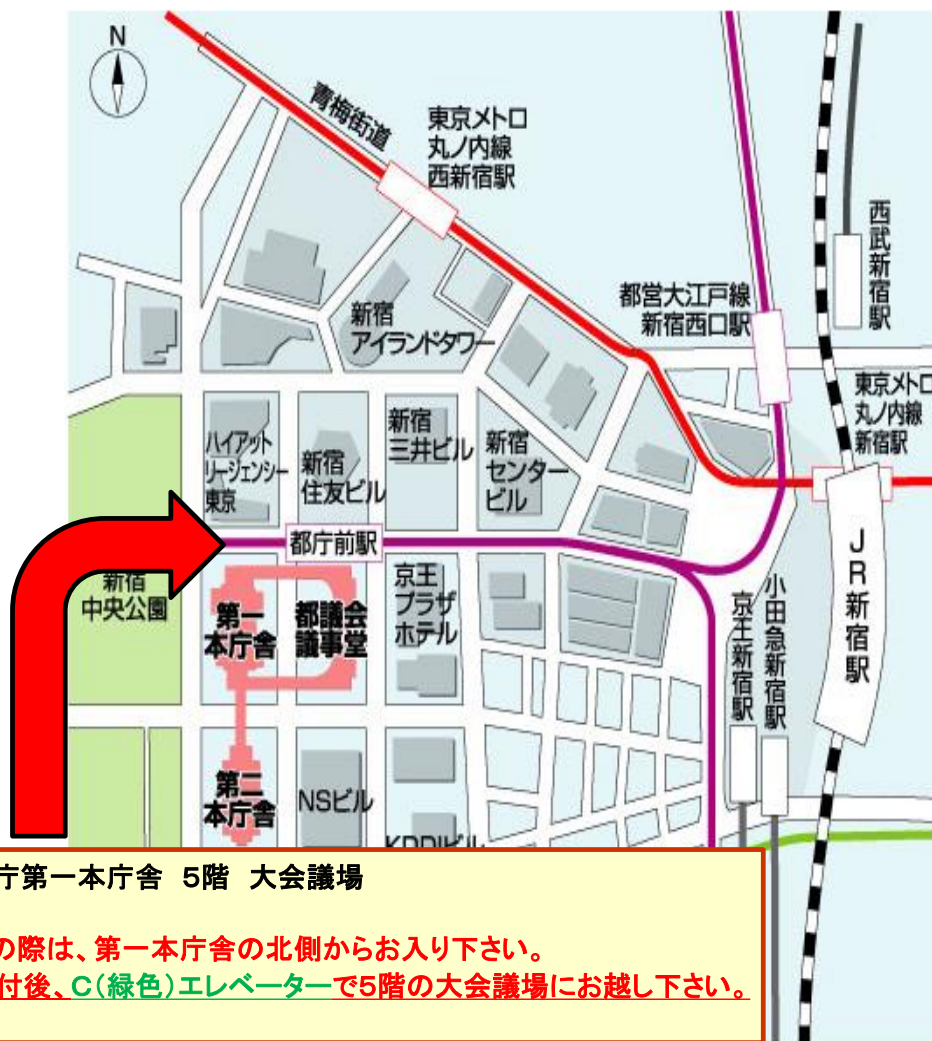 N
青梅街道
東京メトロ
丸ノ内線
西新宿駅
西武新宿駅
都営大江戸線
新宿西口駅
新宿
アイランドタワー
東京メトロ
丸ノ内線
新宿駅
ハイアット
リージェンシー
東京
新宿
住友ビル
新宿
三井ビル
新宿
センター
ビル
都庁前駅
JR新宿駅
新宿
中央公園
第一
本庁舎
都議会
議事堂
京王
プラザ
ホテル
京王新宿駅
小田急新宿駅
第二
本庁舎
NSビル
KDDIビル
庁第一本庁舎 5階 大会議場
の際は、第一本庁舎の北側からお入り下さい。
付後、C(緑色)エレベーターで5階の大会議場にお越し下さい。